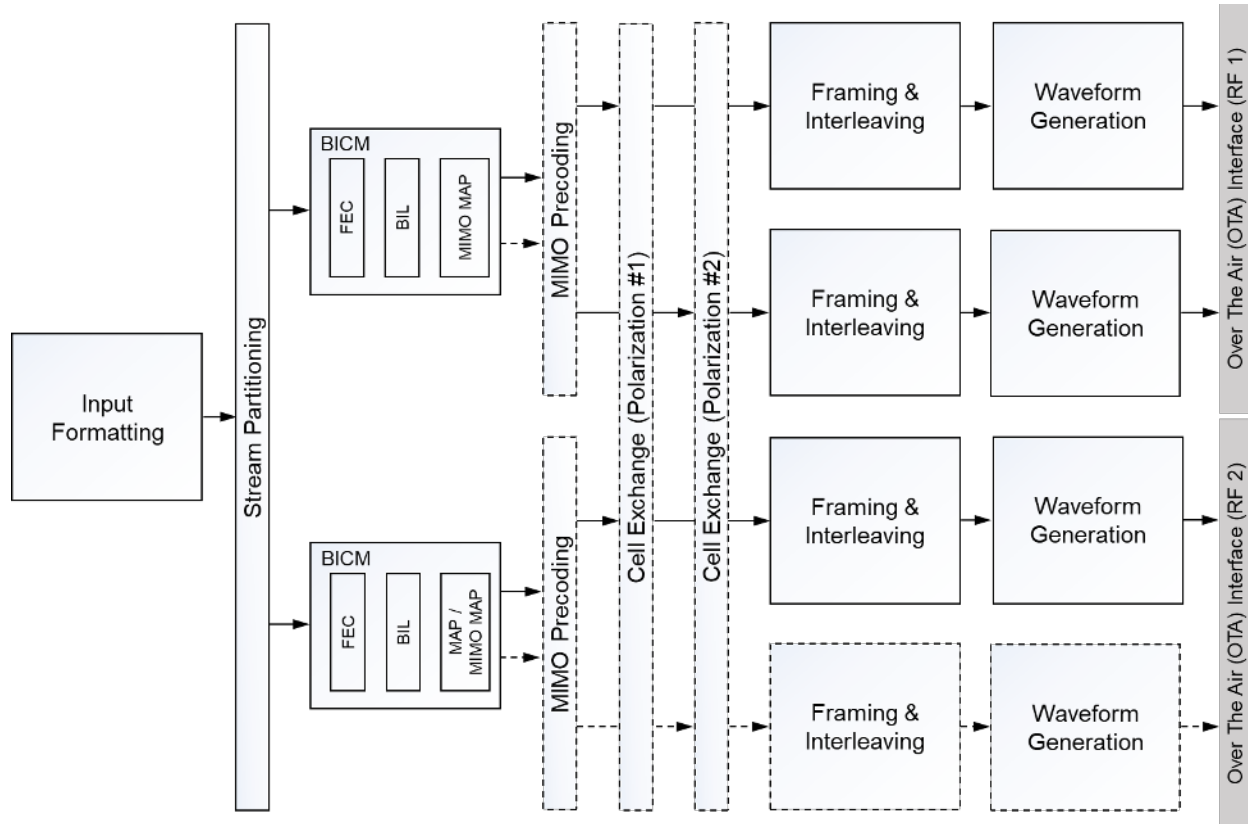 Input
Formatting
Stream Partitioning
BICM
FEC
BIL
MIMO MAP
BICM
FEC
BIL
MAP /
MIMO MAP
MIMO Precoding
MIMO Precoding
Cell Exchange (Polarization #1)
Cell Exchange (Polarization #2)
Framing &
Interleaving
Waveform
Generation
Framing &
Interleaving
Waveform
Generation
Framing &
Interleaving
Waveform
Generation
Framing &
Interleaving
Waveform
Generation
Over The Air (OTA) Interface (RF 1)
Over The Air (OTA) Interface (RF 2)